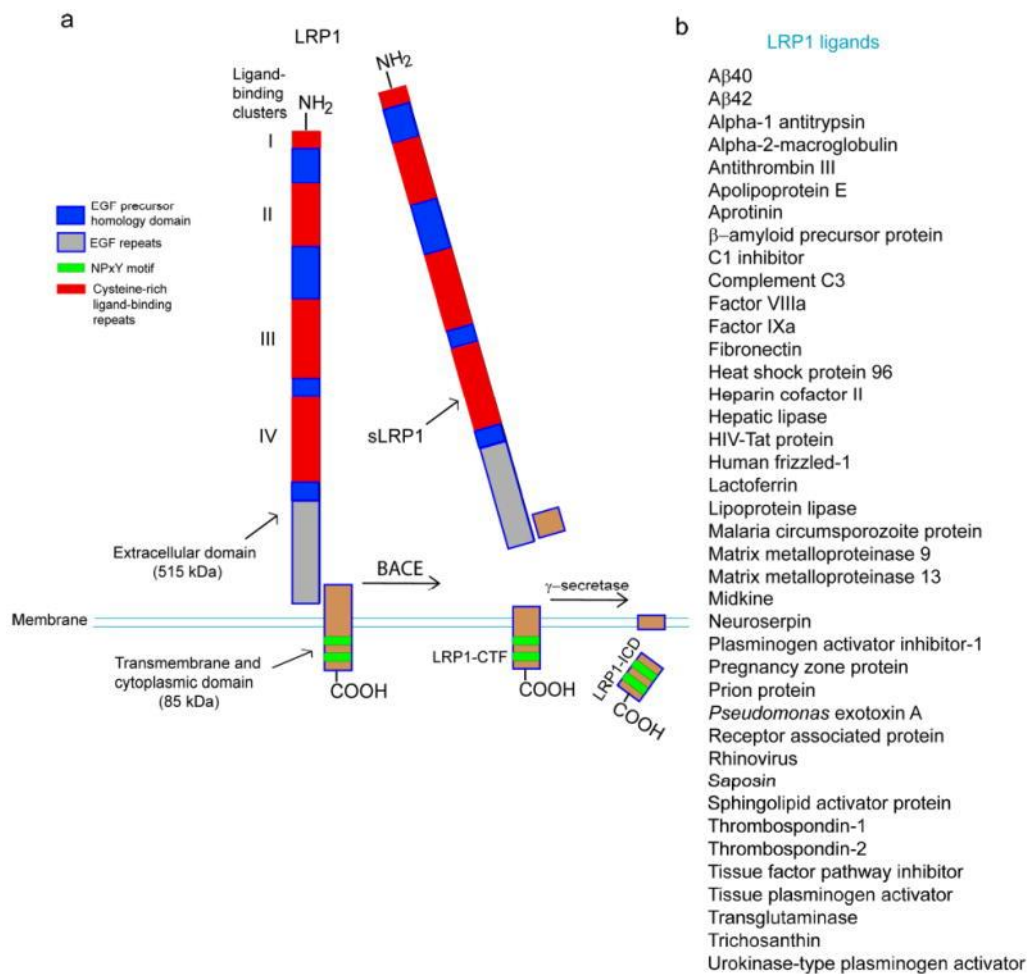 a
LRP1
Ligand-
binding
clusters
NH2
NH2
I
II
III
IV
EGF precursor
homology domain
EGF repeats
NPxY motif
Cysteine-rich
ligand-binding
repeats
sLRP1
Extracellular domain
(515 kDa)
BACE
γ-secretase
Membrane
Transmembrane and
cytoplasmic domain
(85 kDa)
COOH
LRP1-CTF
COOH
LRP1-ICD
COOH
b
LRP1 ligands
Aβ40
Aβ42
Alpha-1 antitrypsin
Alpha-2-macroglobulin
Antithrombin III
Apolipoprotein E
Aprotinin
β−amyloid precursor protein
C1 inhibitor
Complement C3
Factor VIIIa
Factor IXa
Fibronectin
Heat shock protein 96
Heparin cofactor II
Hepatic lipase
HIV-Tat protein
Human frizzled-1
Lactoferrin
Lipoprotein lipase
Malaria circumsporozoite protein
Matrix metalloproteinase 9
Matrix metalloproteinase 13
Midkine
Neuroserpin
Plasminogen activator inhibitor-1
Pregnancy zone protein
Prion protein
Pseudomonas exotoxin A
Receptor associated protein
Rhinovirus
Saposin
Sphingolipid activator protein
Thrombospondin-1
Thrombospondin-2
Tissue factor pathway inhibitor
Tissue plasminogen activator
Transglutaminase
Trichosanthin
Urokinase-type plasminogen activator